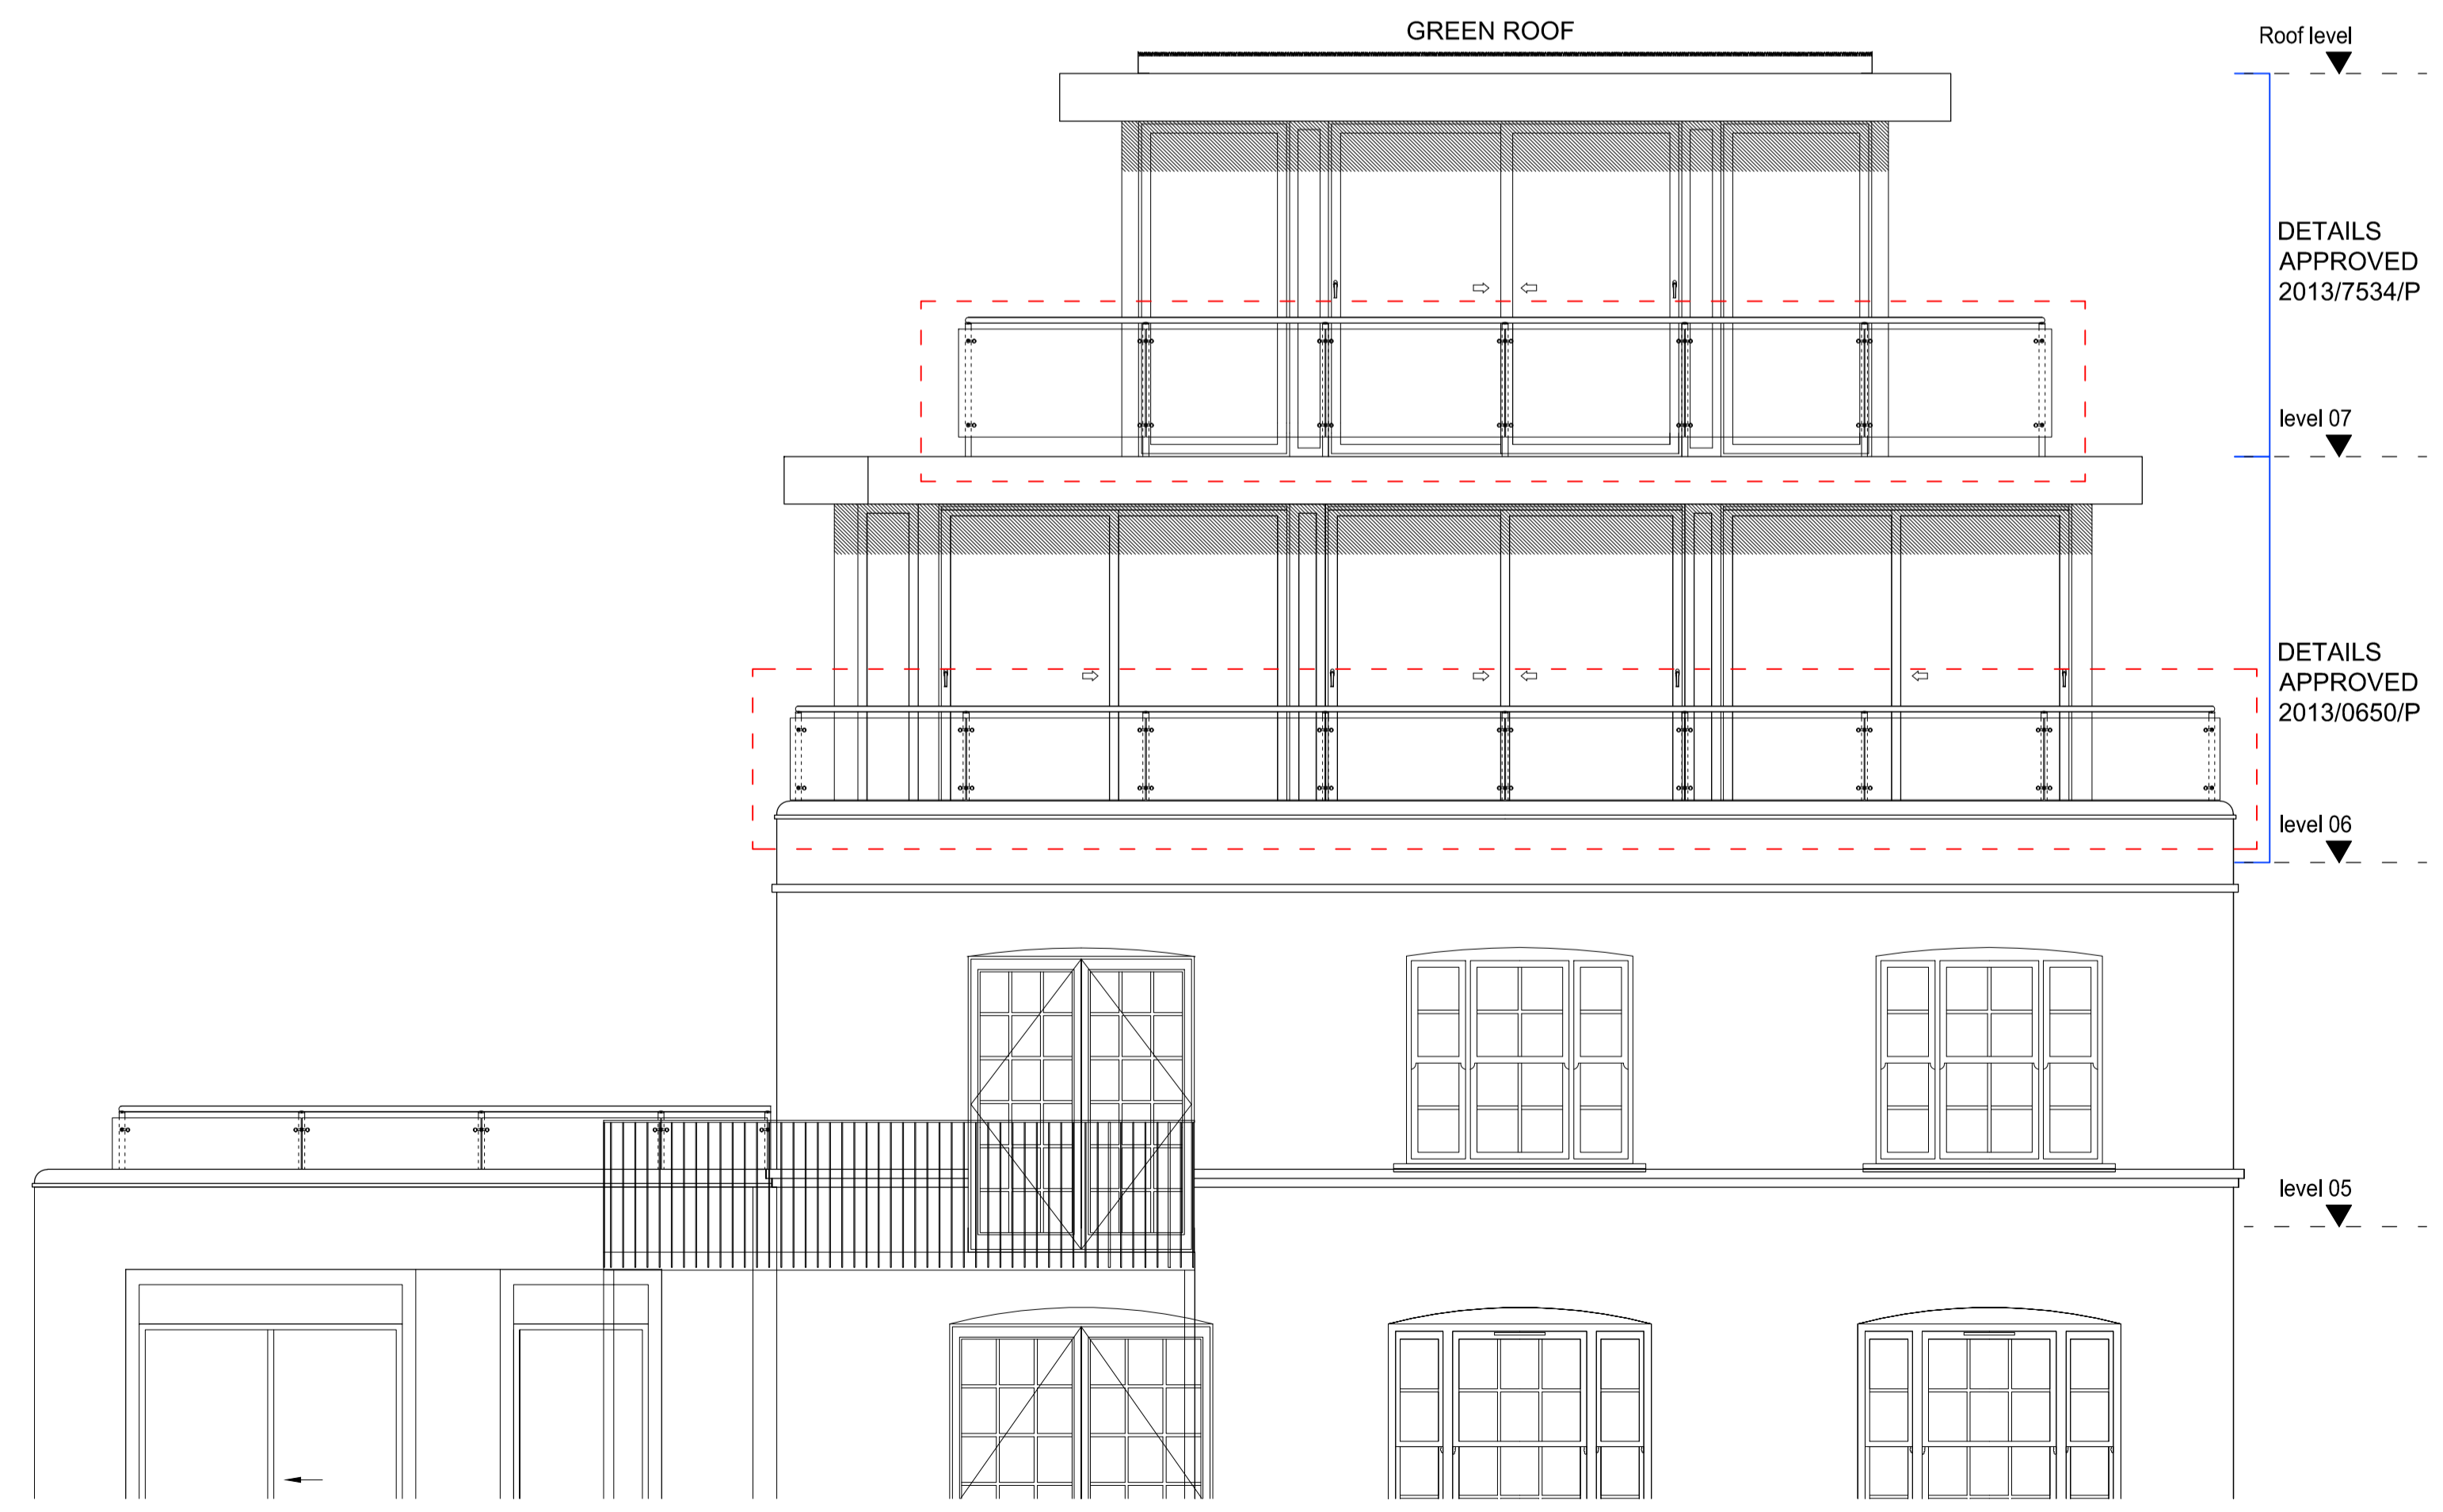 GREEN ROOF
Roof level
DETAILS
APPROVED
2013/7534/P
level 07
DETAILS
APPROVED
2013/0650/P
level 06
level 05